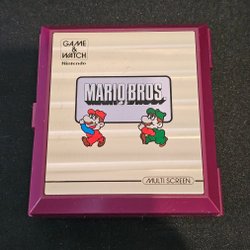 GAME
&
WATCH
Nintendo
MARIO BROS.
MULTI SCREEN